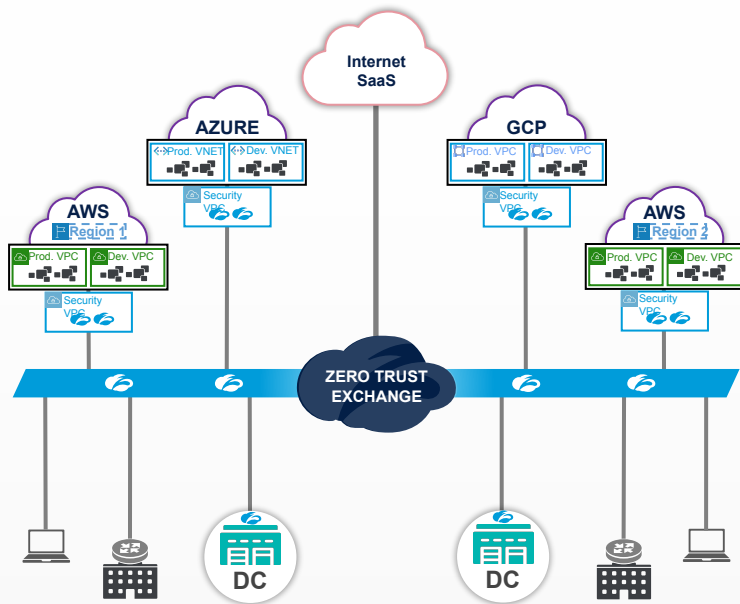 Internet
SaaS
AZURE
Prod. VNET
Dev. VNET
Security
VPC
GCP
Prod. VPC
Dev. VPC
Security
VPC
AWS
Region 1
Prod. VPC
Dev. VPC
Security
VPC
AWS
Region 2
Prod. VPC
Dev. VPC
Security
VPC
ZERO TRUST
EXCHANGE
DC
DC